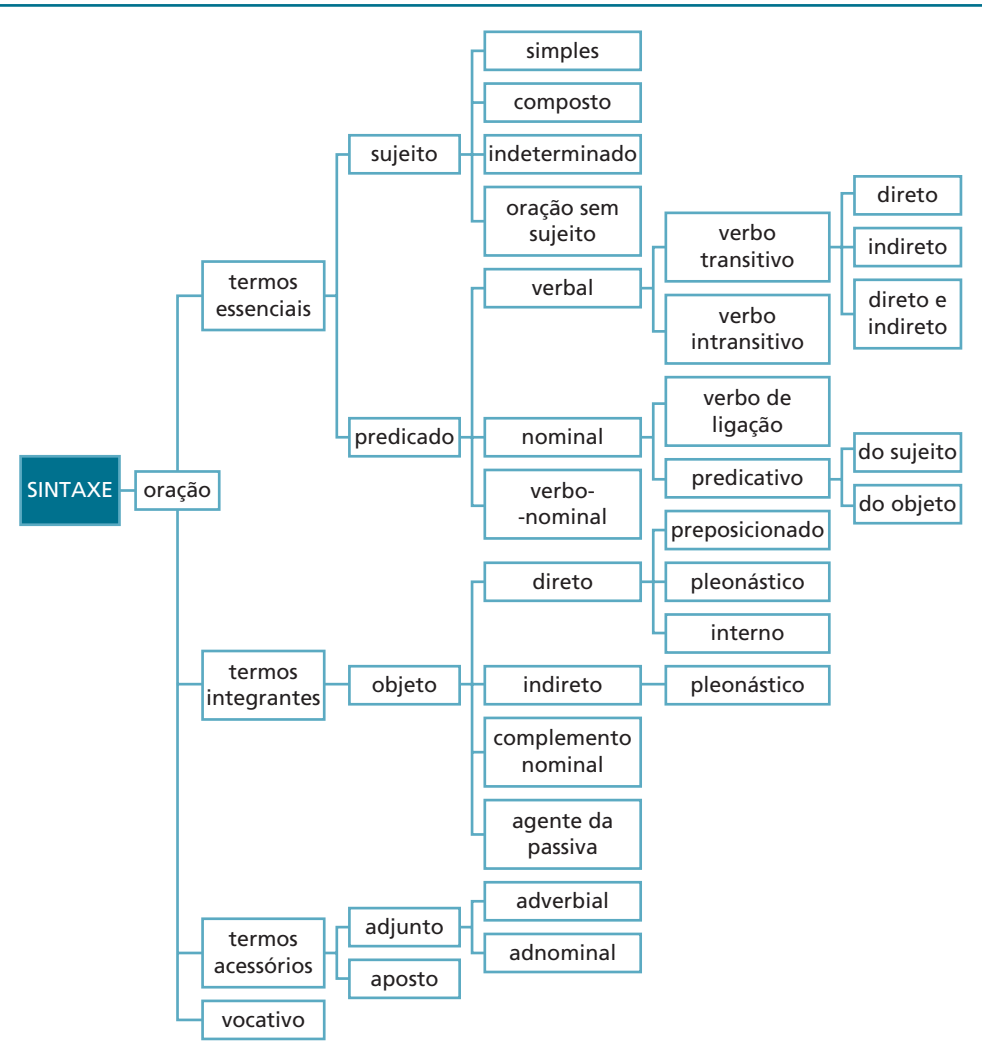 simples
composto
sujeito
indeterminado
oração sem
sujeito
direto
verbo
transitivo
indireto
termos
essenciais
verbal
direto e
indireto
verbo
intransitivo
verbo de
ligação
predicado
nominal
do sujeito
predicativo
SINTAXE
oração
verbo-
-nominal
do objeto
preposicionado
direto
pleonástico
interno
termos
integrantes
objeto
indireto
pleonástico
complemento
nominal
agente da
passiva
adverbial
adjunto
termos
acessórios
adnominal
aposto
vocativo